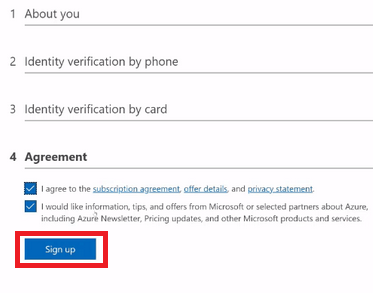 1 About you
2 Identity verification by phone
3 Identity verification by card
4 Agreement
I agree to the subscription agreement, offer details, and privacy statement.
I would like information, tips, and offers from Microsoft or selected partners about Azure,
including Azure Newsletter, Pricing updates, and other Microsoft products and services.
Sign up